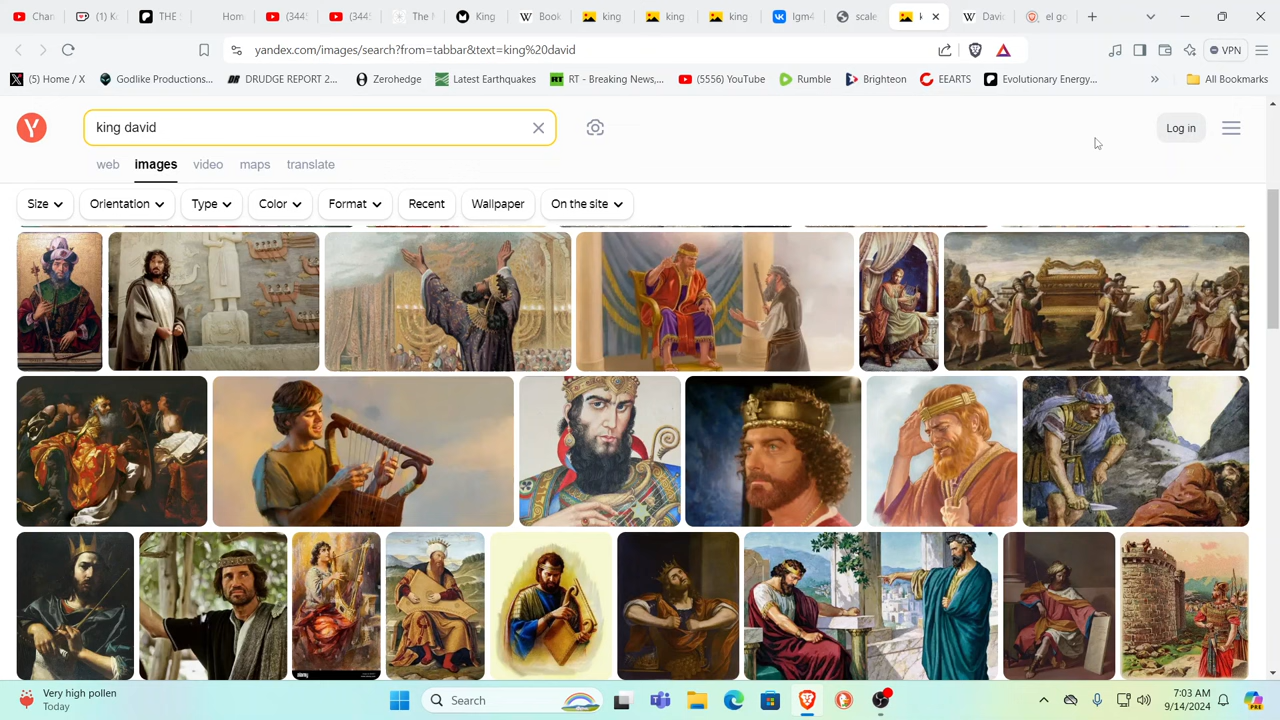 Chan
(1) Ko
THE
Hom
(344
(344
The
King
Book
king
king
king
lgm4
scale
k
Davi
el go
yandex.com/images/search?from=tabbar&text=king%20david
VPN
(5) Home / X
Godlike Productions...
DRUDGE REPORT 2...
Zerohedge
Latest Earthquakes
RT - Breaking News,...
(5550) YouTube
Rumble
Brighteon
EEARTS
Evolutionary Energy...
»
All Bookmarks
Y
king david
Log in
web
images
video
maps
translate
Size
Orientation
Type
Color
Format
Recent
Wallpaper
On the site
Very high pollen
Today
Search
7:03 AM
9/14/2024
PRE